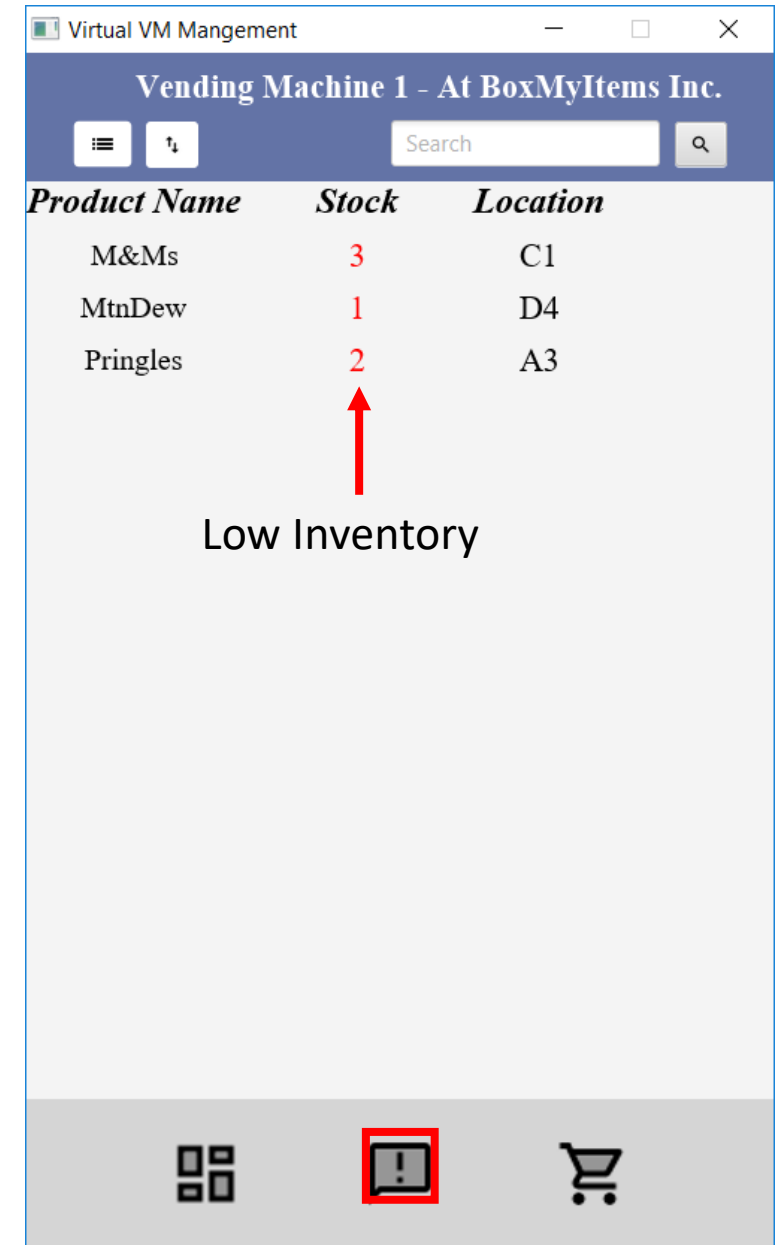 Virtual VM Mangement
Vending Machine 1 - At BoxMyItems Inc.
Search
Product Name Stock Location
M&Ms 3 C1
MtnDew 1 D4
Pringles 2 A3
Low Inventory